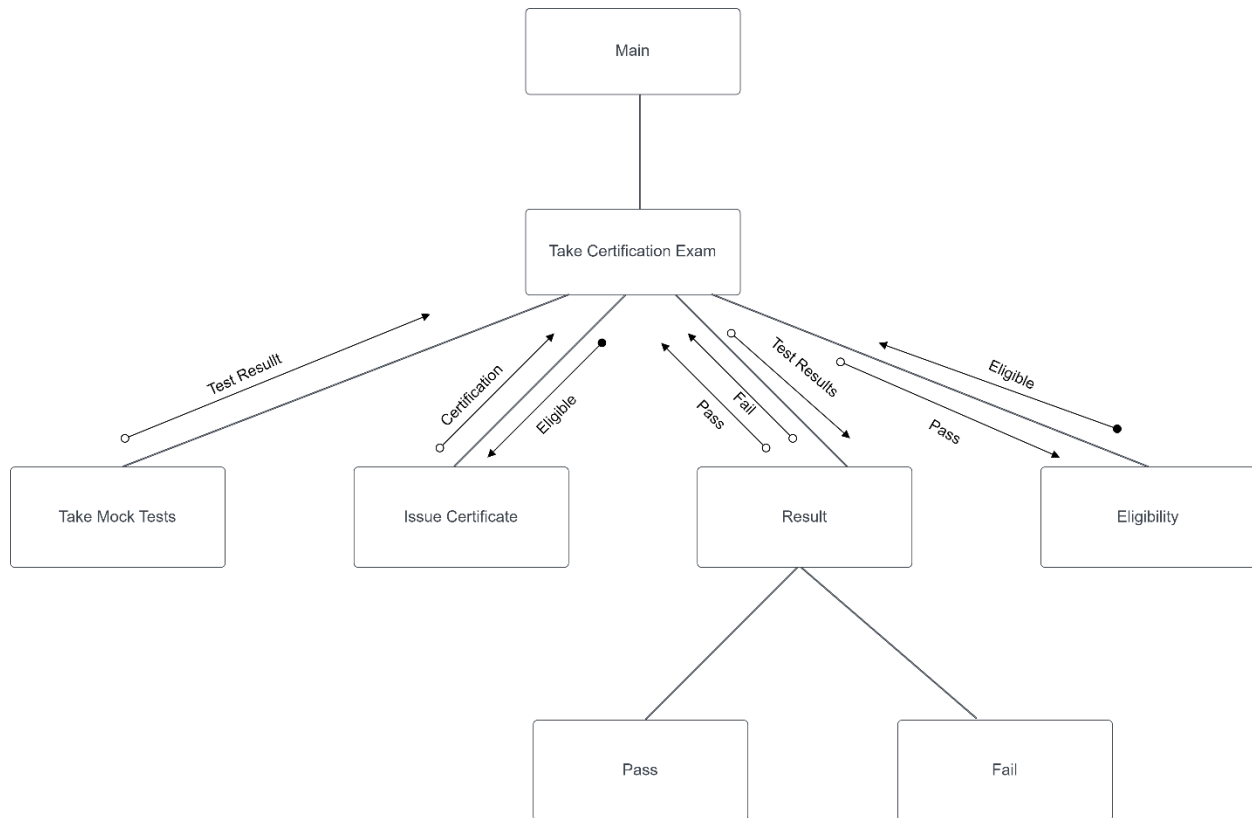 Main
Take Certification Exam
Test Resullt
Certification
Eligible
Pass
Fail
Test Results
Eligible
Pass
Take Mock Tests
Issue Certificate
Result
Eligibility
Pass
Fail